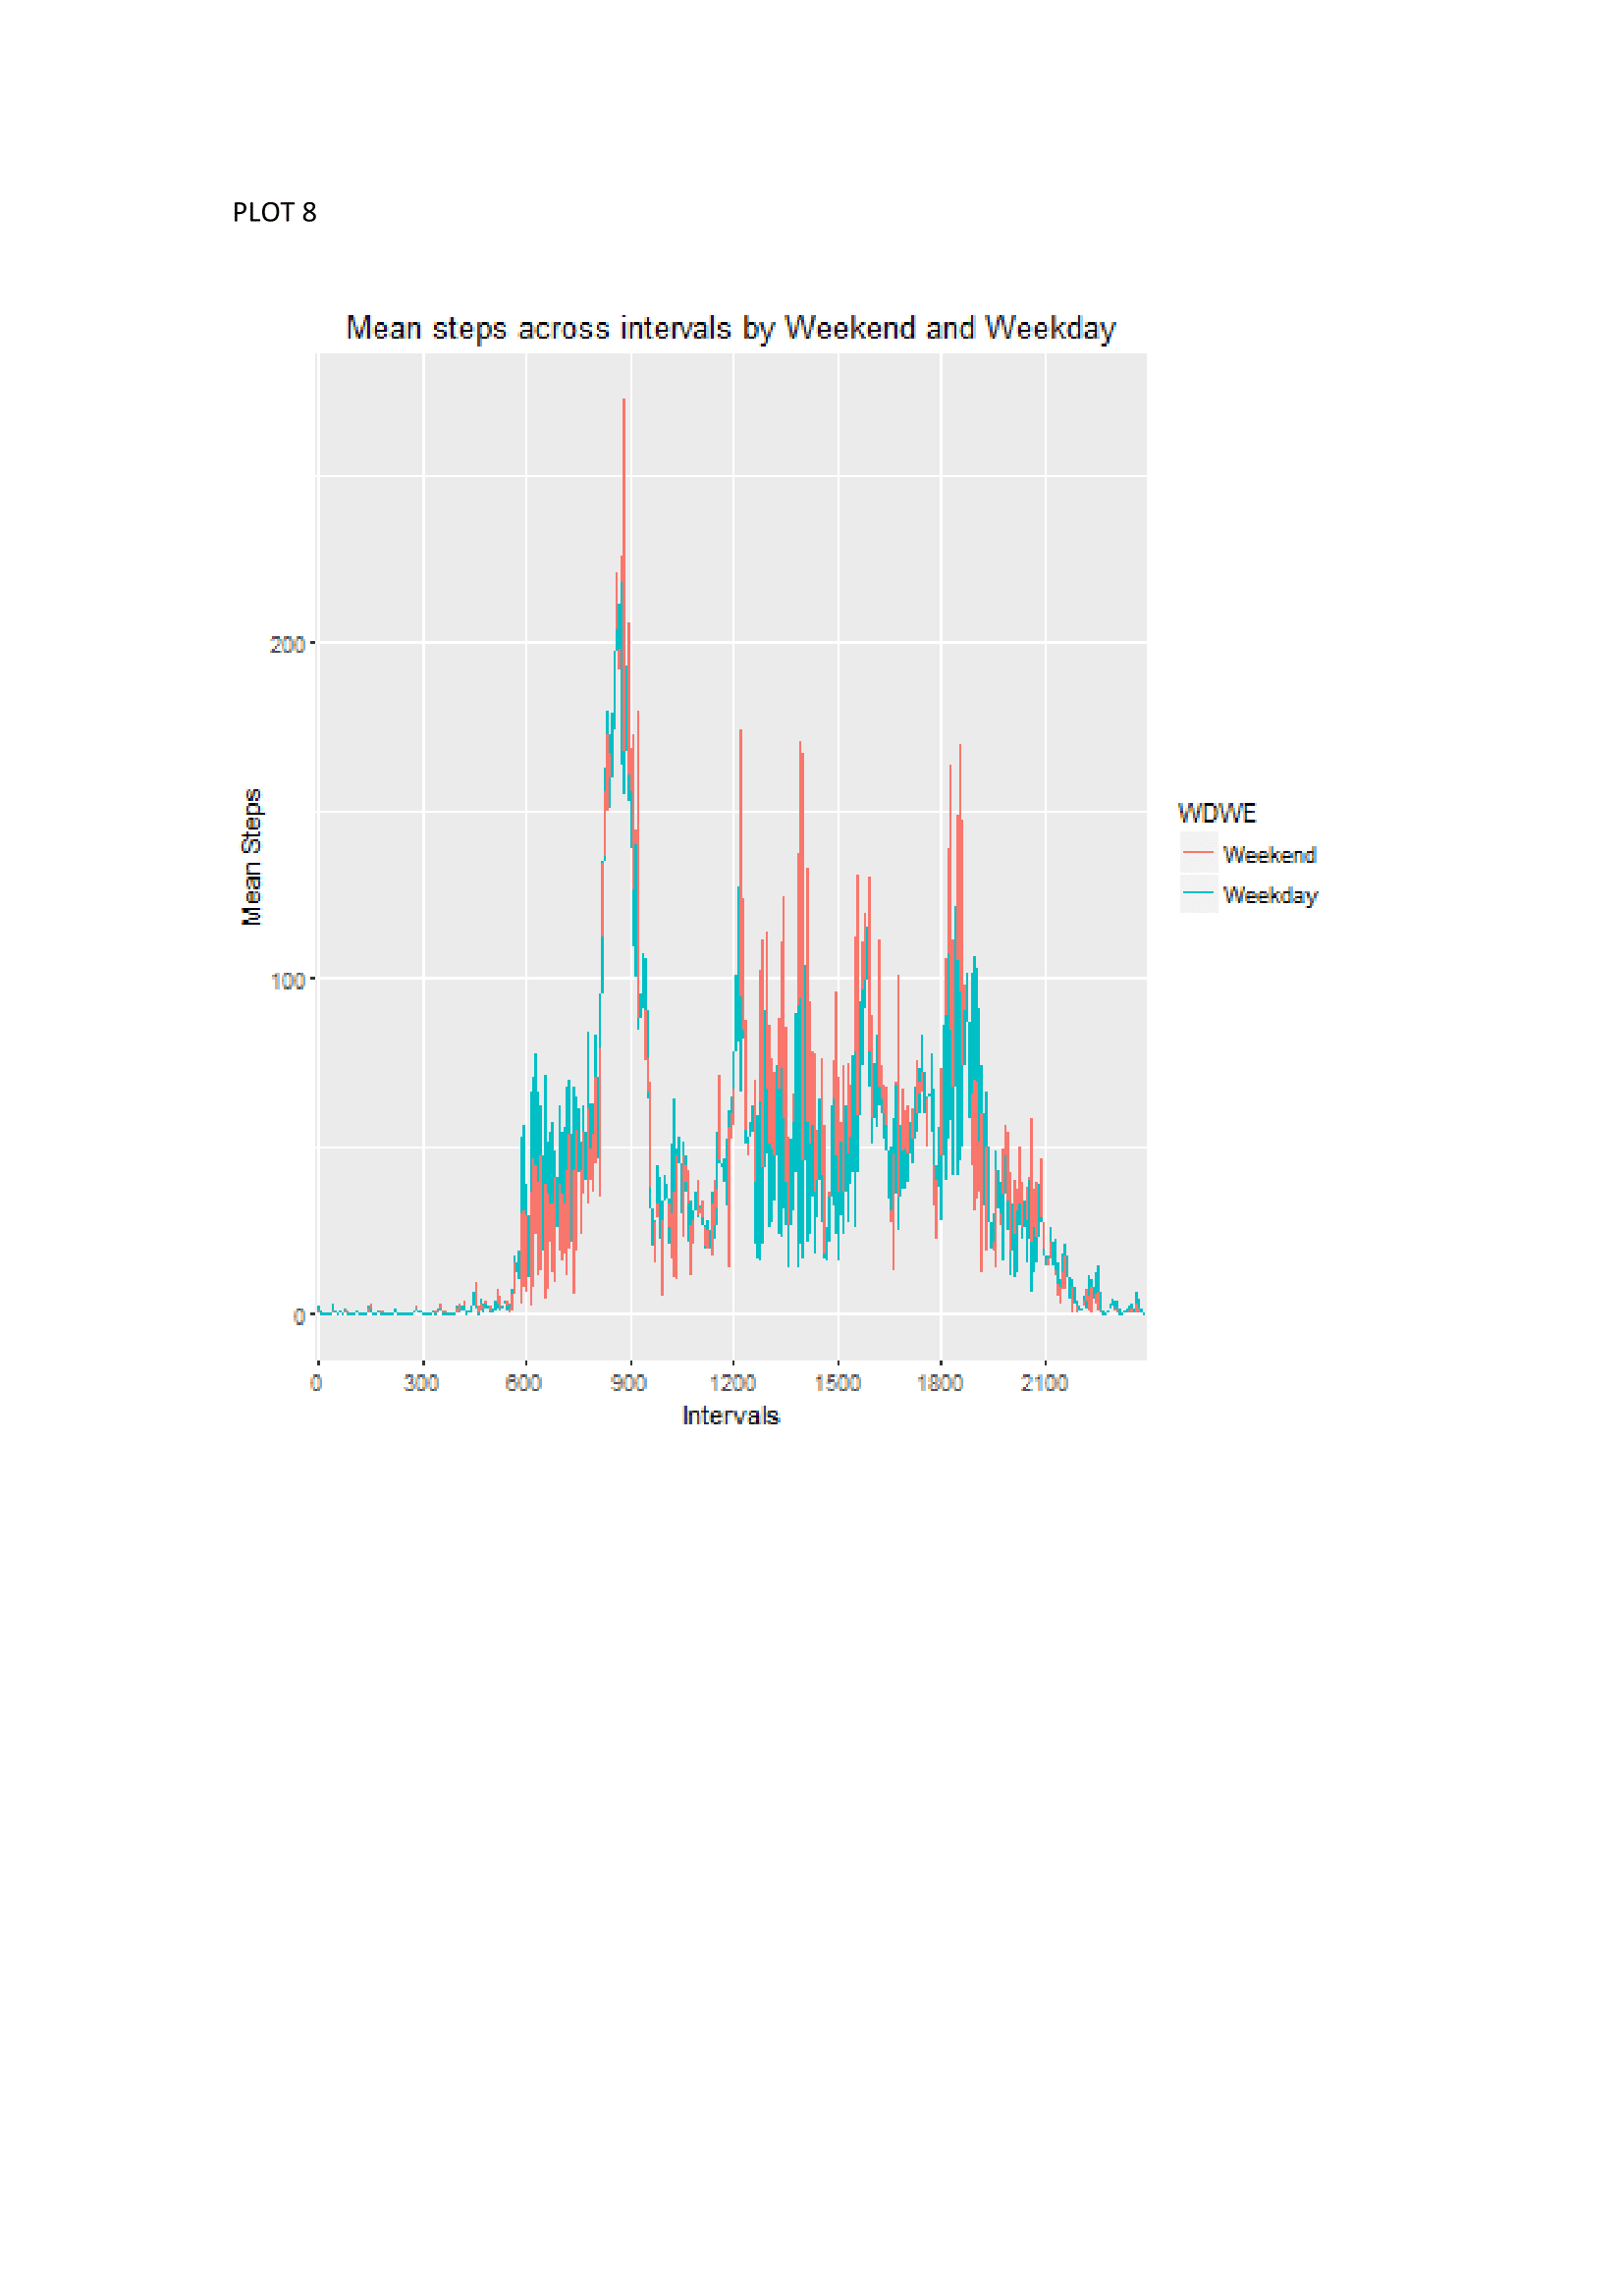 PLOT 8
Mean steps across intervals by Weekend and Weekday
200
100
0
Mean Steps
0 300 600 900 1200 1500 1800 2100
Intervals
WDWE
Weekend
Weekday